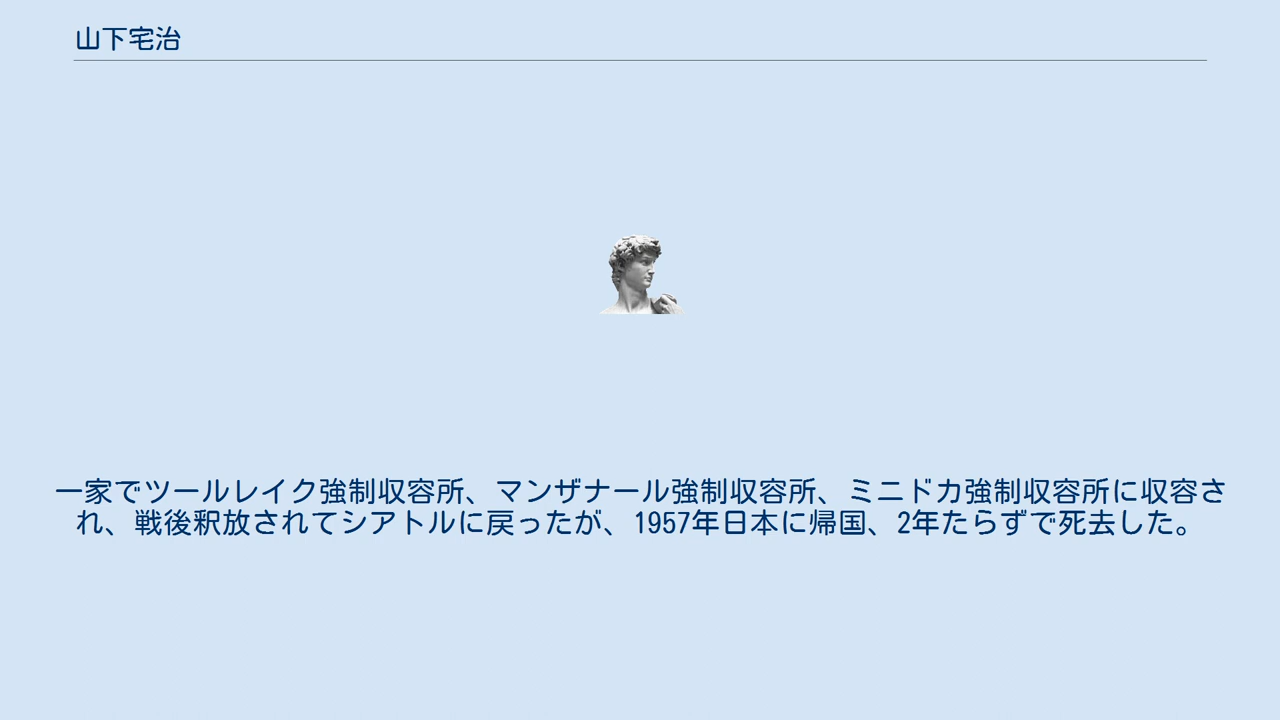 山下宅治
一家でツールレイク強制収容所、マンザナール強制収容所、ミニドカ強制収容所に収容さ
れ、戦後釈放されてシアトルに戻ったが、1957年日本に帰国、2年たらずで死去した。